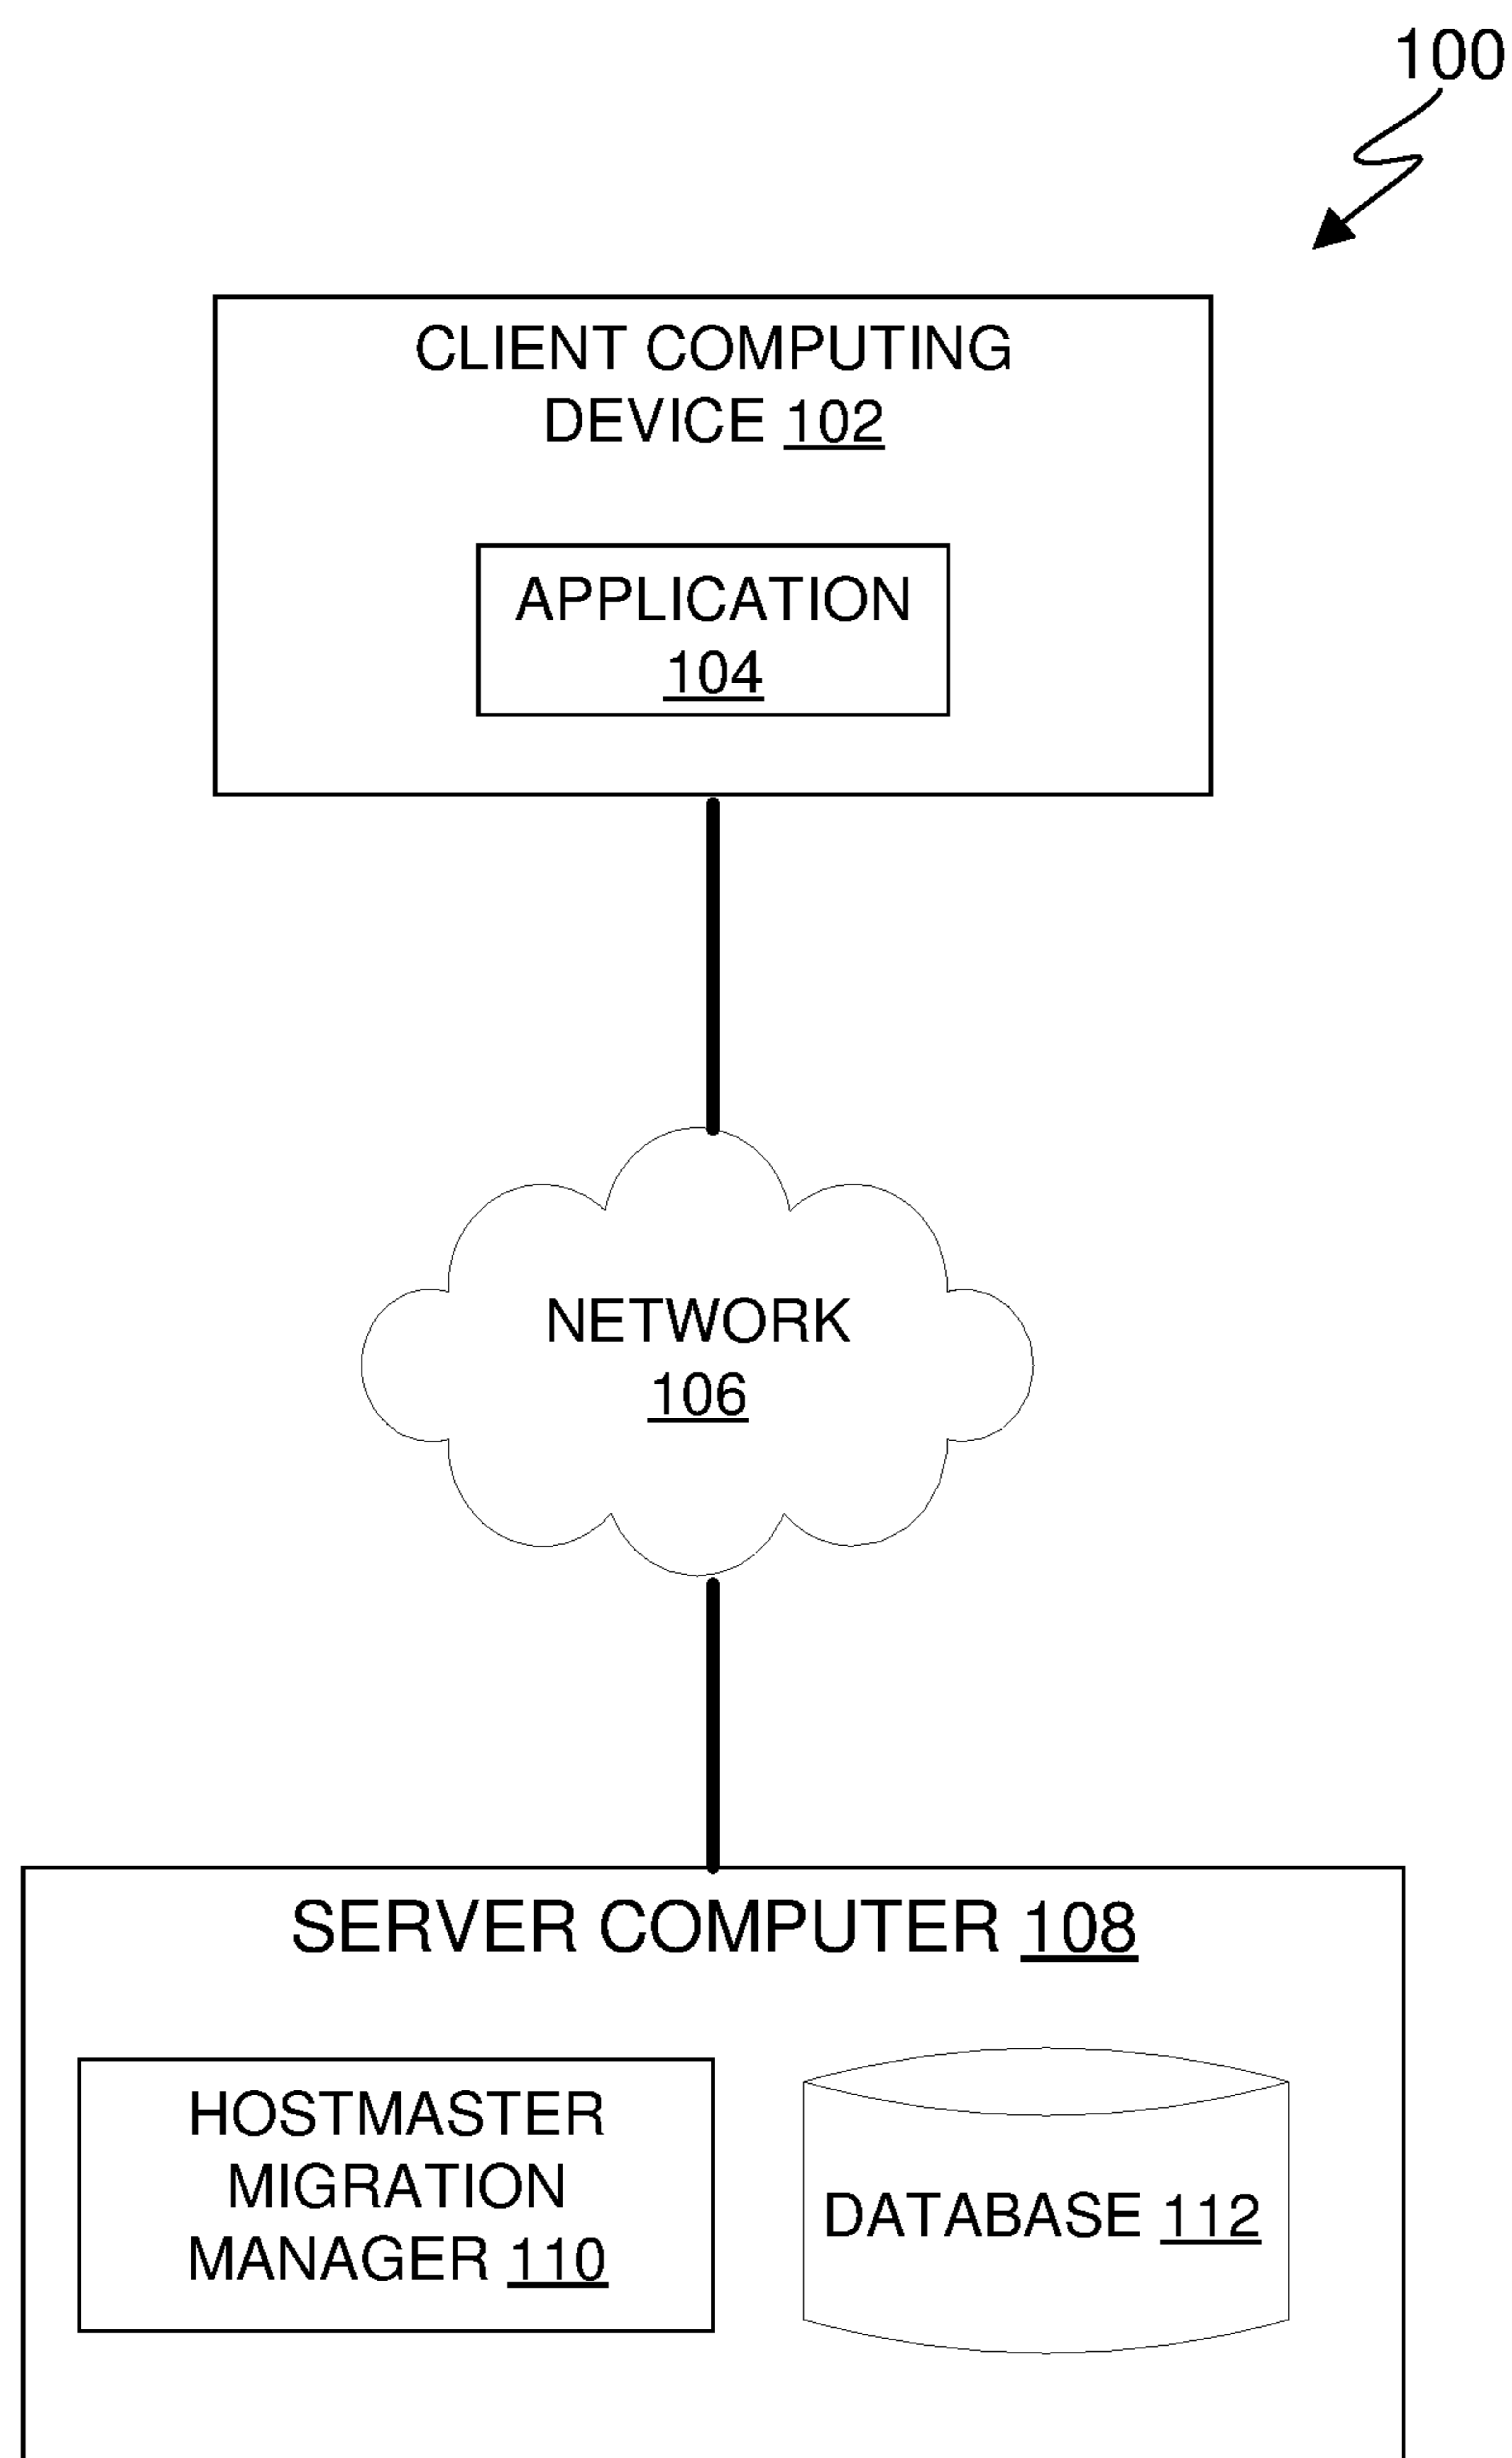 100
CLIENT COMPUTING
DEVICE 102
APPLICATION
104
NETWORK
106
SERVER COMPUTER 108
HOSTMASTER
MIGRATION
MANAGER 110
DATABASE 112